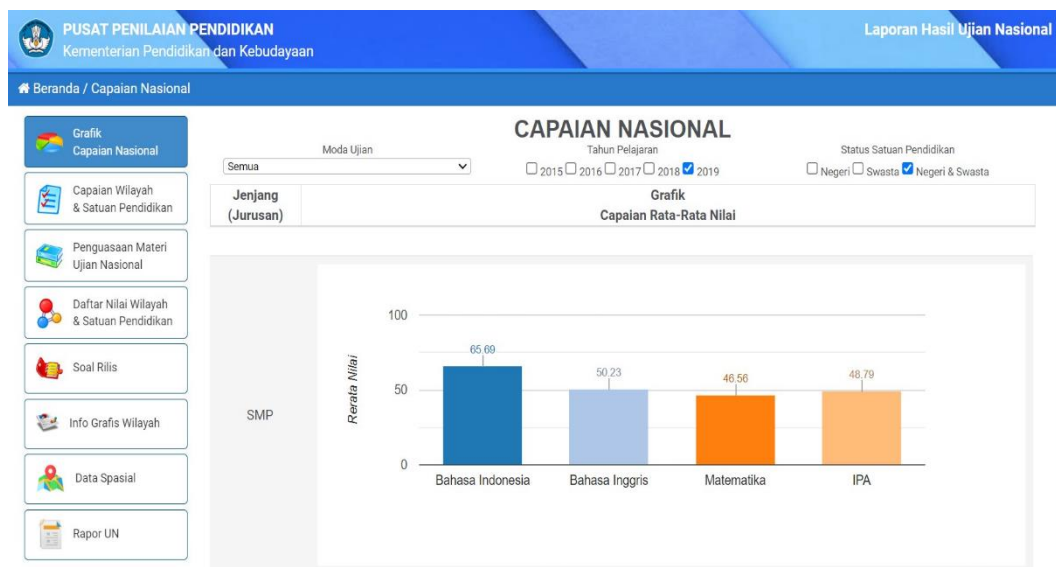 PUSAT PENILAIAN PENDIDIKAN
Kementerian Pendidikan dan Kebudayaan
Laporan Hasil Ujian Nasional
Beranda / Capaian Nasional
Grafik
Capaian Nasional
Capaian Wilayah
& Satuan Pendidikan
Penguasaan Materi
Ujian Nasional
Daftar Nilai Wilayah
& Satuan Pendidikan
Soal Rilis
Info Grafis Wilayah
Data Spasial
Rapor UN
CAPAIAN NASIONAL
Moda Ujian
Semua
Tahun Pelajaran
2015 2016 2017 2018 2019
Status Satuan Pendidikan
Negeri Swasta Negeri & Swasta
Jenjang
(Jurusan)
Grafik
Capaian Rata-Rata Nilai
SMP
Rerata Nilai
100
50
0
65.69
50.23
46.56
48.79
Bahasa Indonesia
Bahasa Inggris
Matematika
IPA